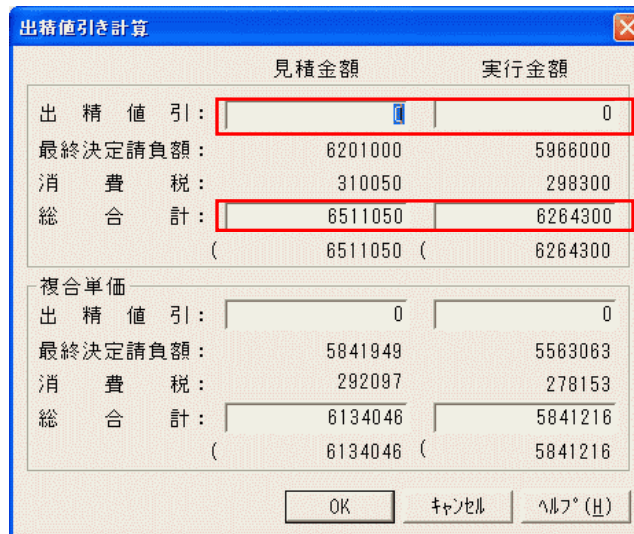 出精値引き計算
見積金額 実行金額
出精値引： 0 0
最終決定請負額： 6201000 5966000
消費税： 310050 298300
総合計： 6511050 6264300
( 6511050 ( 6264300
複合単価
出精値引： 0 0
最終決定請負額： 5841949 5563063
消費税： 292097 278153
総合計： 6134046 5841216
( 6134046 ( 5841216
OK ｷｬﾝｾﾙ ﾍﾙﾌﾟ(H)